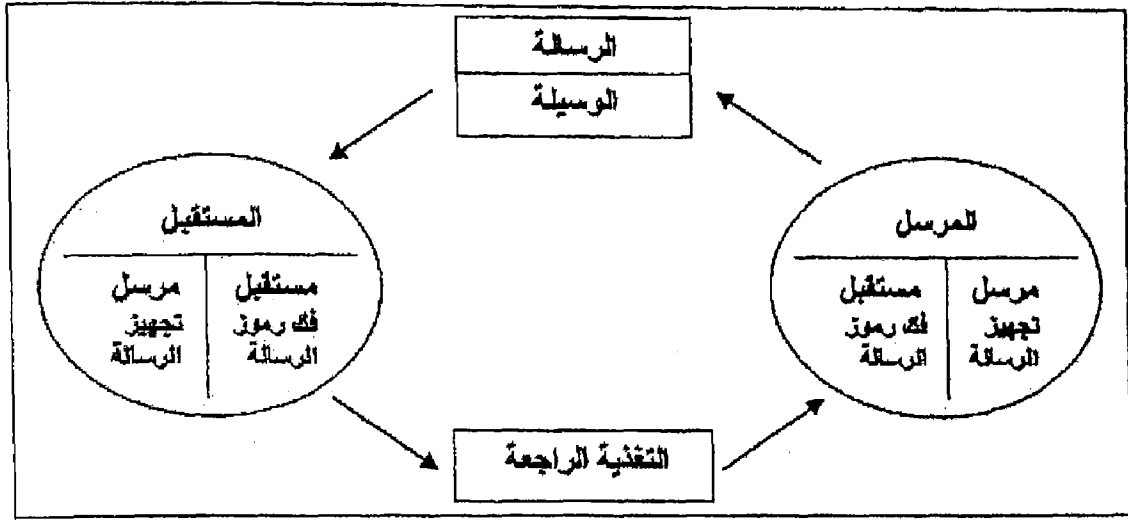 الرسالة
الوسيلة
المرسل
مرسل
تجهيز
الرسالة
مستقبل
فك رموز
الرسالة
المستقبل
مستقبل
فك رموز
الرسالة
مرسل
تجهيز
الرسالة
التغذية الراجعة